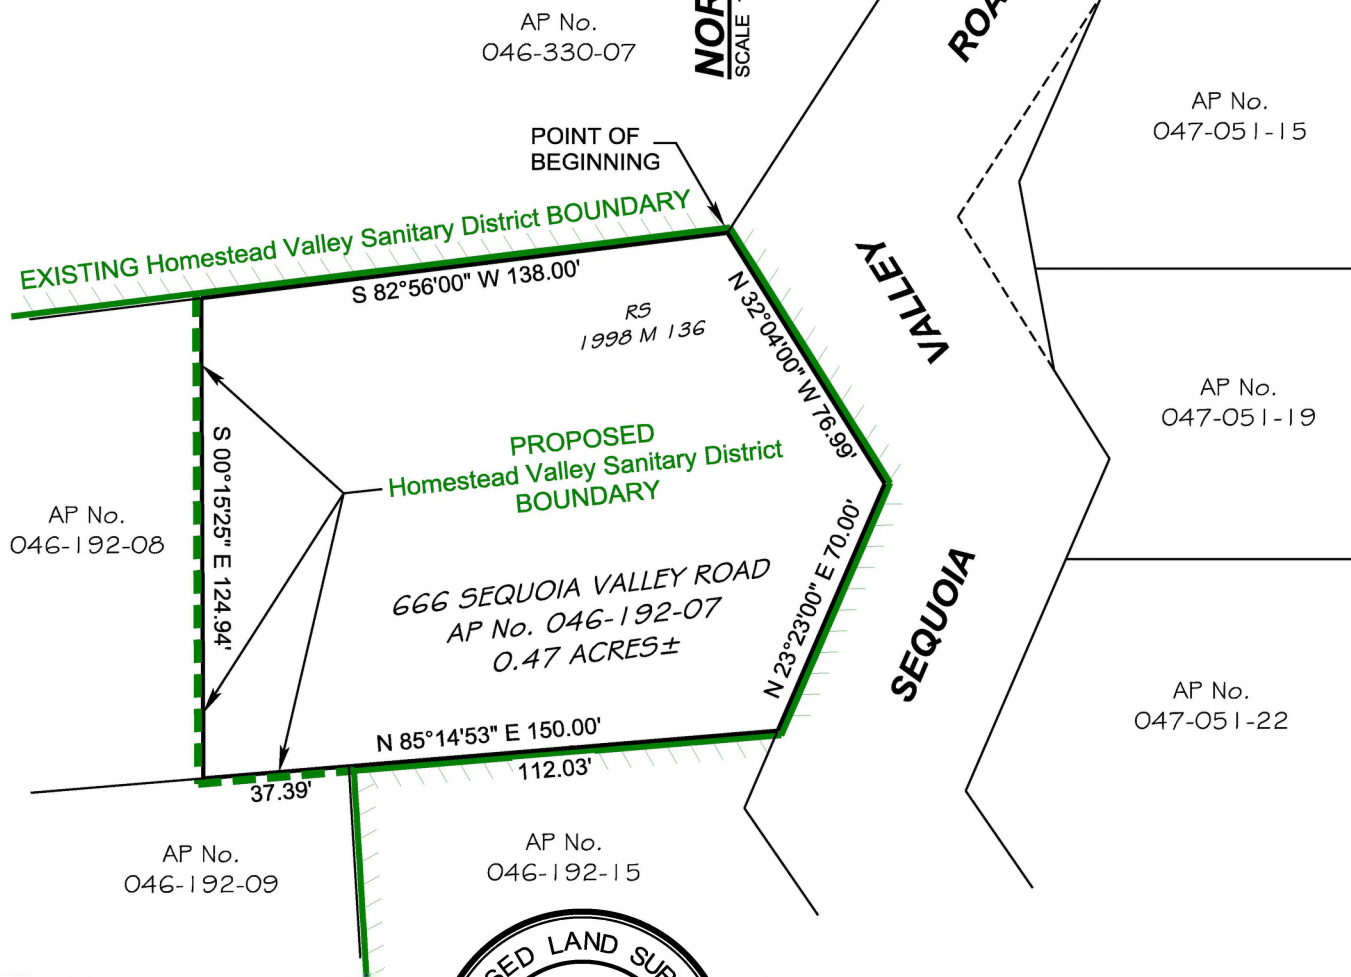 AP No.
046-330-07
NOR
SCALE
ROA
AP No.
047-051-15
POINT OF
BEGINNING
EXISTING Homestead Valley Sanitary District BOUNDARY
S 82°56'00" W 138.00'
RS
1998 M 136
N 32°04'00" W 76.99'
VALLEY
AP No.
047-051-19
PROPOSED
Homestead Valley Sanitary District
BOUNDARY
S 00°15'25" E 124.94'
AP No.
046-192-08
N 23°23'00" E 70.00'
SEQUOIA
666 SEQUOIA VALLEY ROAD
AP No. 046-192-07
0.47 ACRES±
AP No.
047-051-22
N 85°14'53" E 150.00'
112.03'
37.39'
AP No.
046-192-09
AP No.
046-192-15
SED LAND SUR